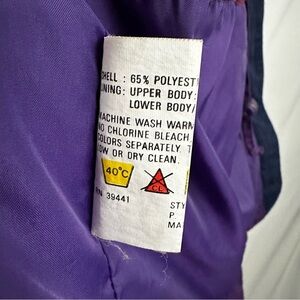 SHELL : 65% POLYEST
LINING: UPPER BODY:
LOWER BODY/
MACHINE WASH WARM
NO CHLORINE BLEACH
COLORS SEPARATELY. T
LOW OR DRY CLEAN.
40°C
RN 39441
STY
P.
MA